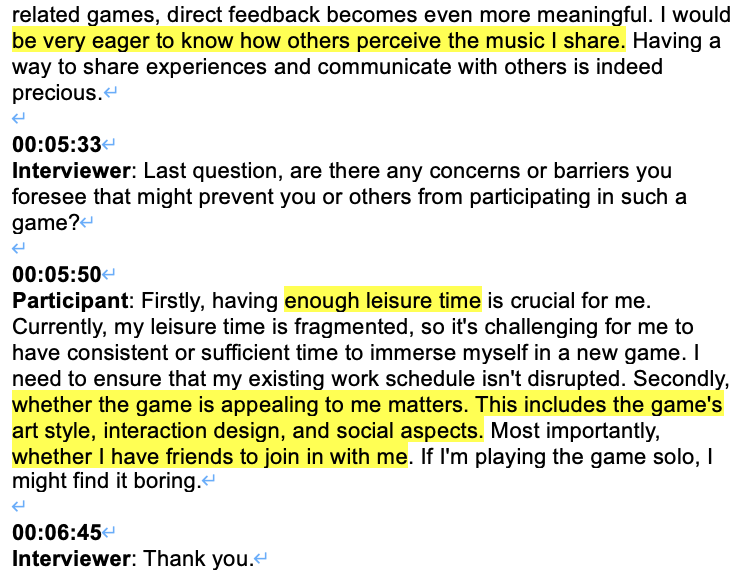 related games, direct feedback becomes even more meaningful. I would
be very eager to know how others perceive the music I share. Having a
way to share experiences and communicate with others is indeed
precious.↵
↵
00:05:33↵
Interviewer: Last question, are there any concerns or barriers you
foresee that might prevent you or others from participating in such a
game?↵
↵
00:05:50↵
Participant: Firstly, having enough leisure time is crucial for me.
Currently, my leisure time is fragmented, so it's challenging for me to
have consistent or sufficient time to immerse myself in a new game. I
need to ensure that my existing work schedule isn't disrupted. Secondly,
whether the game is appealing to me matters. This includes the game's
art style, interaction design, and social aspects. Most importantly,
whether I have friends to join in with me. If I'm playing the game solo, I
might find it boring.↵
↵
00:06:45↵
Interviewer: Thank you.↵